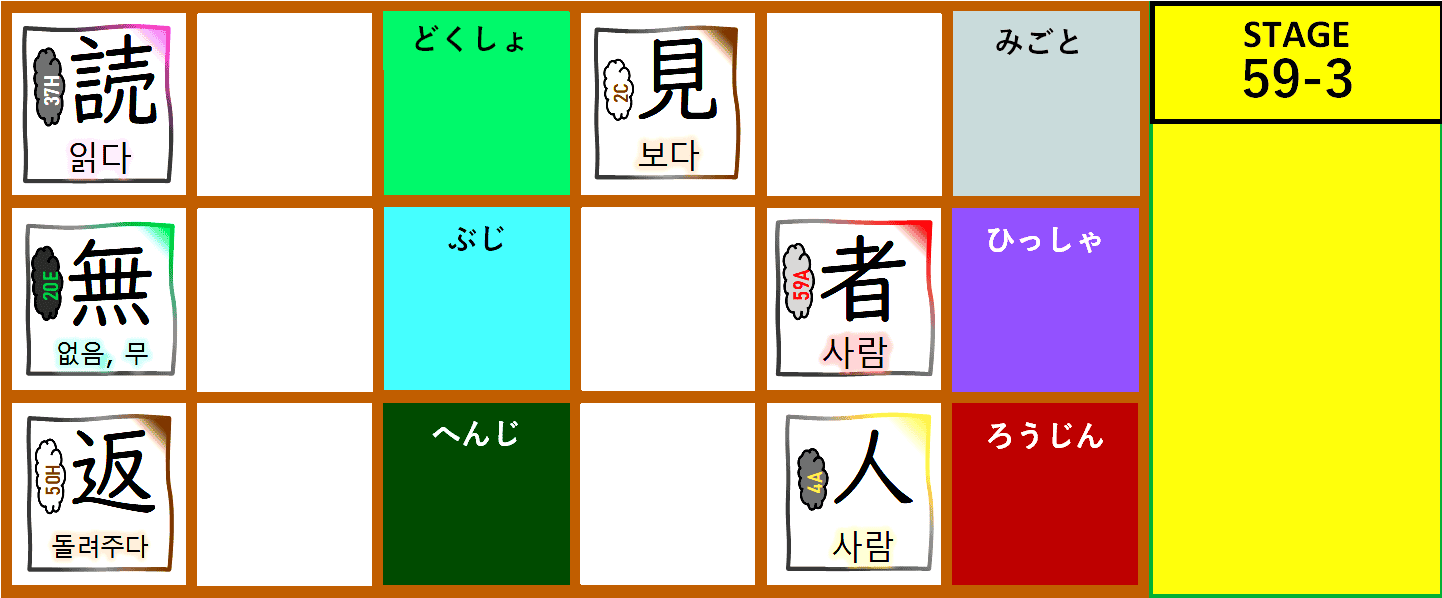 読
37H
읽다
どくしょ
見
2C
보다
みごと
STAGE
59-3
無
20E
없음, 무
ぶじ
者
59A
사람
ひっしゃ
返
50H
돌려주다
へんじ
人
4A
사람
ろうじん